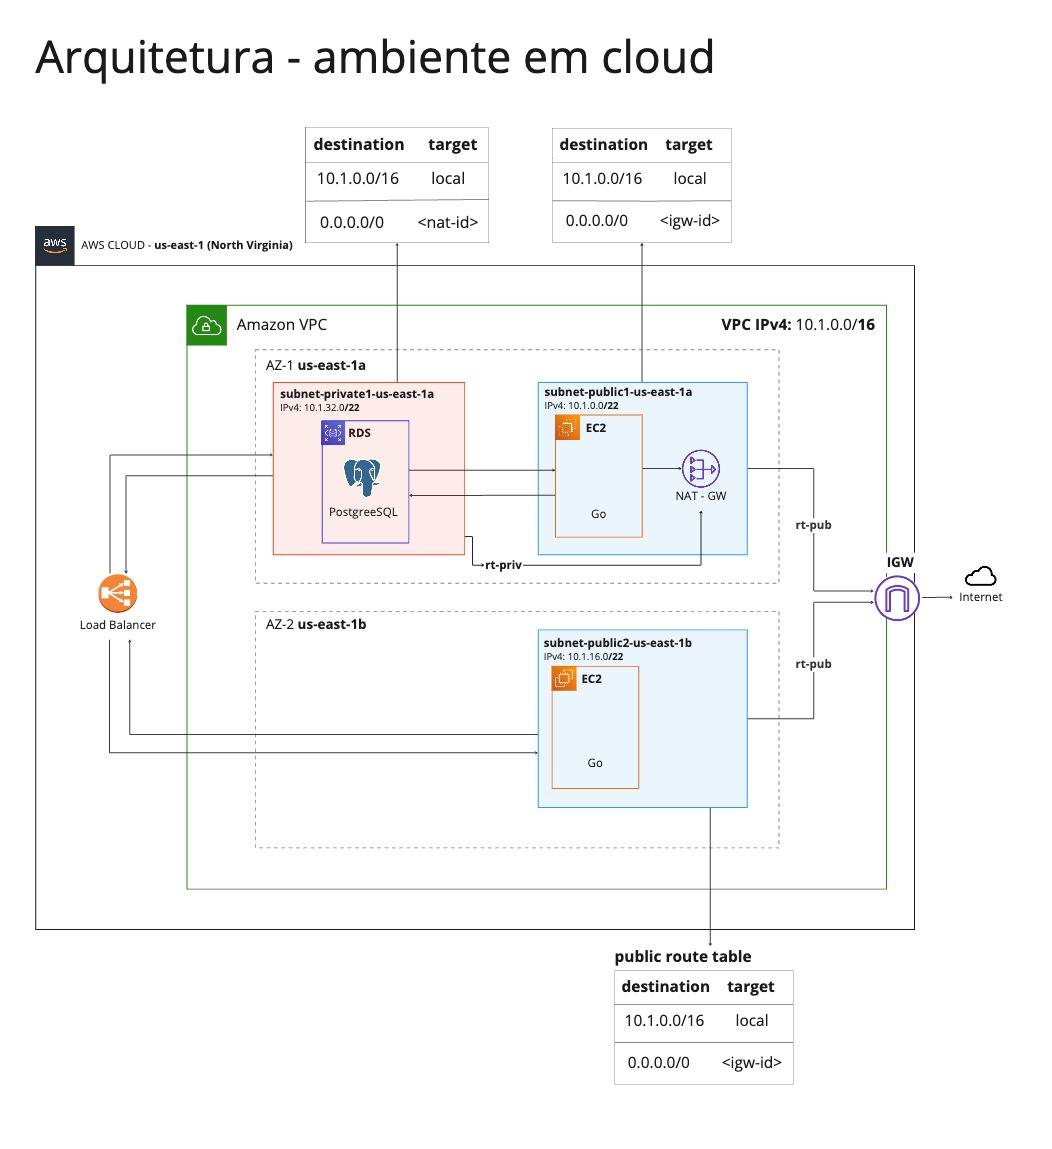 Arquitetura - ambiente em cloud
destination target
10.1.0.0/16 local
0.0.0.0/0 <nat-id>
destination target
10.1.0.0/16 local
0.0.0.0/0 <igw-id>
aws
AWS CLOUD - us-east-1 (North Virginia)
Amazon VPC
VPC IPv4: 10.1.0.0/16
AZ-1 us-east-1a
subnet-private1-us-east-1a
IPv4: 10.1.32.0/22
RDS
PostgreeSQL
subnet-public1-us-east-1a
IPv4: 10.1.0.0/22
EC2
Go
NAT - GW
rt-priv
rt-pub
IGW
Internet
Load Balancer
AZ-2 us-east-1b
subnet-public2-us-east-1b
IPv4: 10.1.16.0/22
EC2
Go
rt-pub
public route table
destination target
10.1.0.0/16 local
0.0.0.0/0 <igw-id>